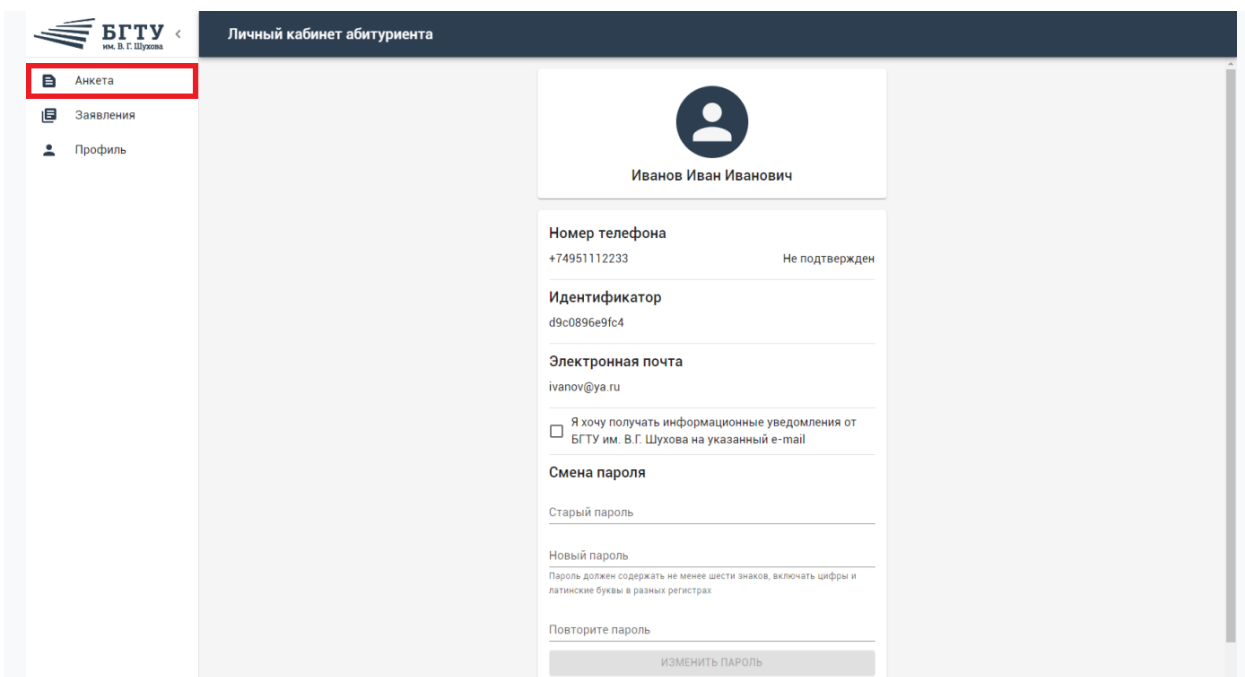 БГТУ
им. В. Г. Шухова
Личный кабинет абитуриента
Анкета
Заявления
Профиль
Иванов Иван Иванович
Номер телефона
+74951112233 Не подтвержден
Идентификатор
d9c0896e9fc4
Электронная почта
ivanov@ya.ru
Я хочу получать информационные уведомления от
БГТУ им. В.Г. Шухова на указанный e-mail
Смена пароля
Старый пароль
Новый пароль
Пароль должен содержать не менее шести знаков, включать цифры и
латинские буквы в разных регистрах
Повторите пароль
ИЗМЕНИТЬ ПАРОЛЬ